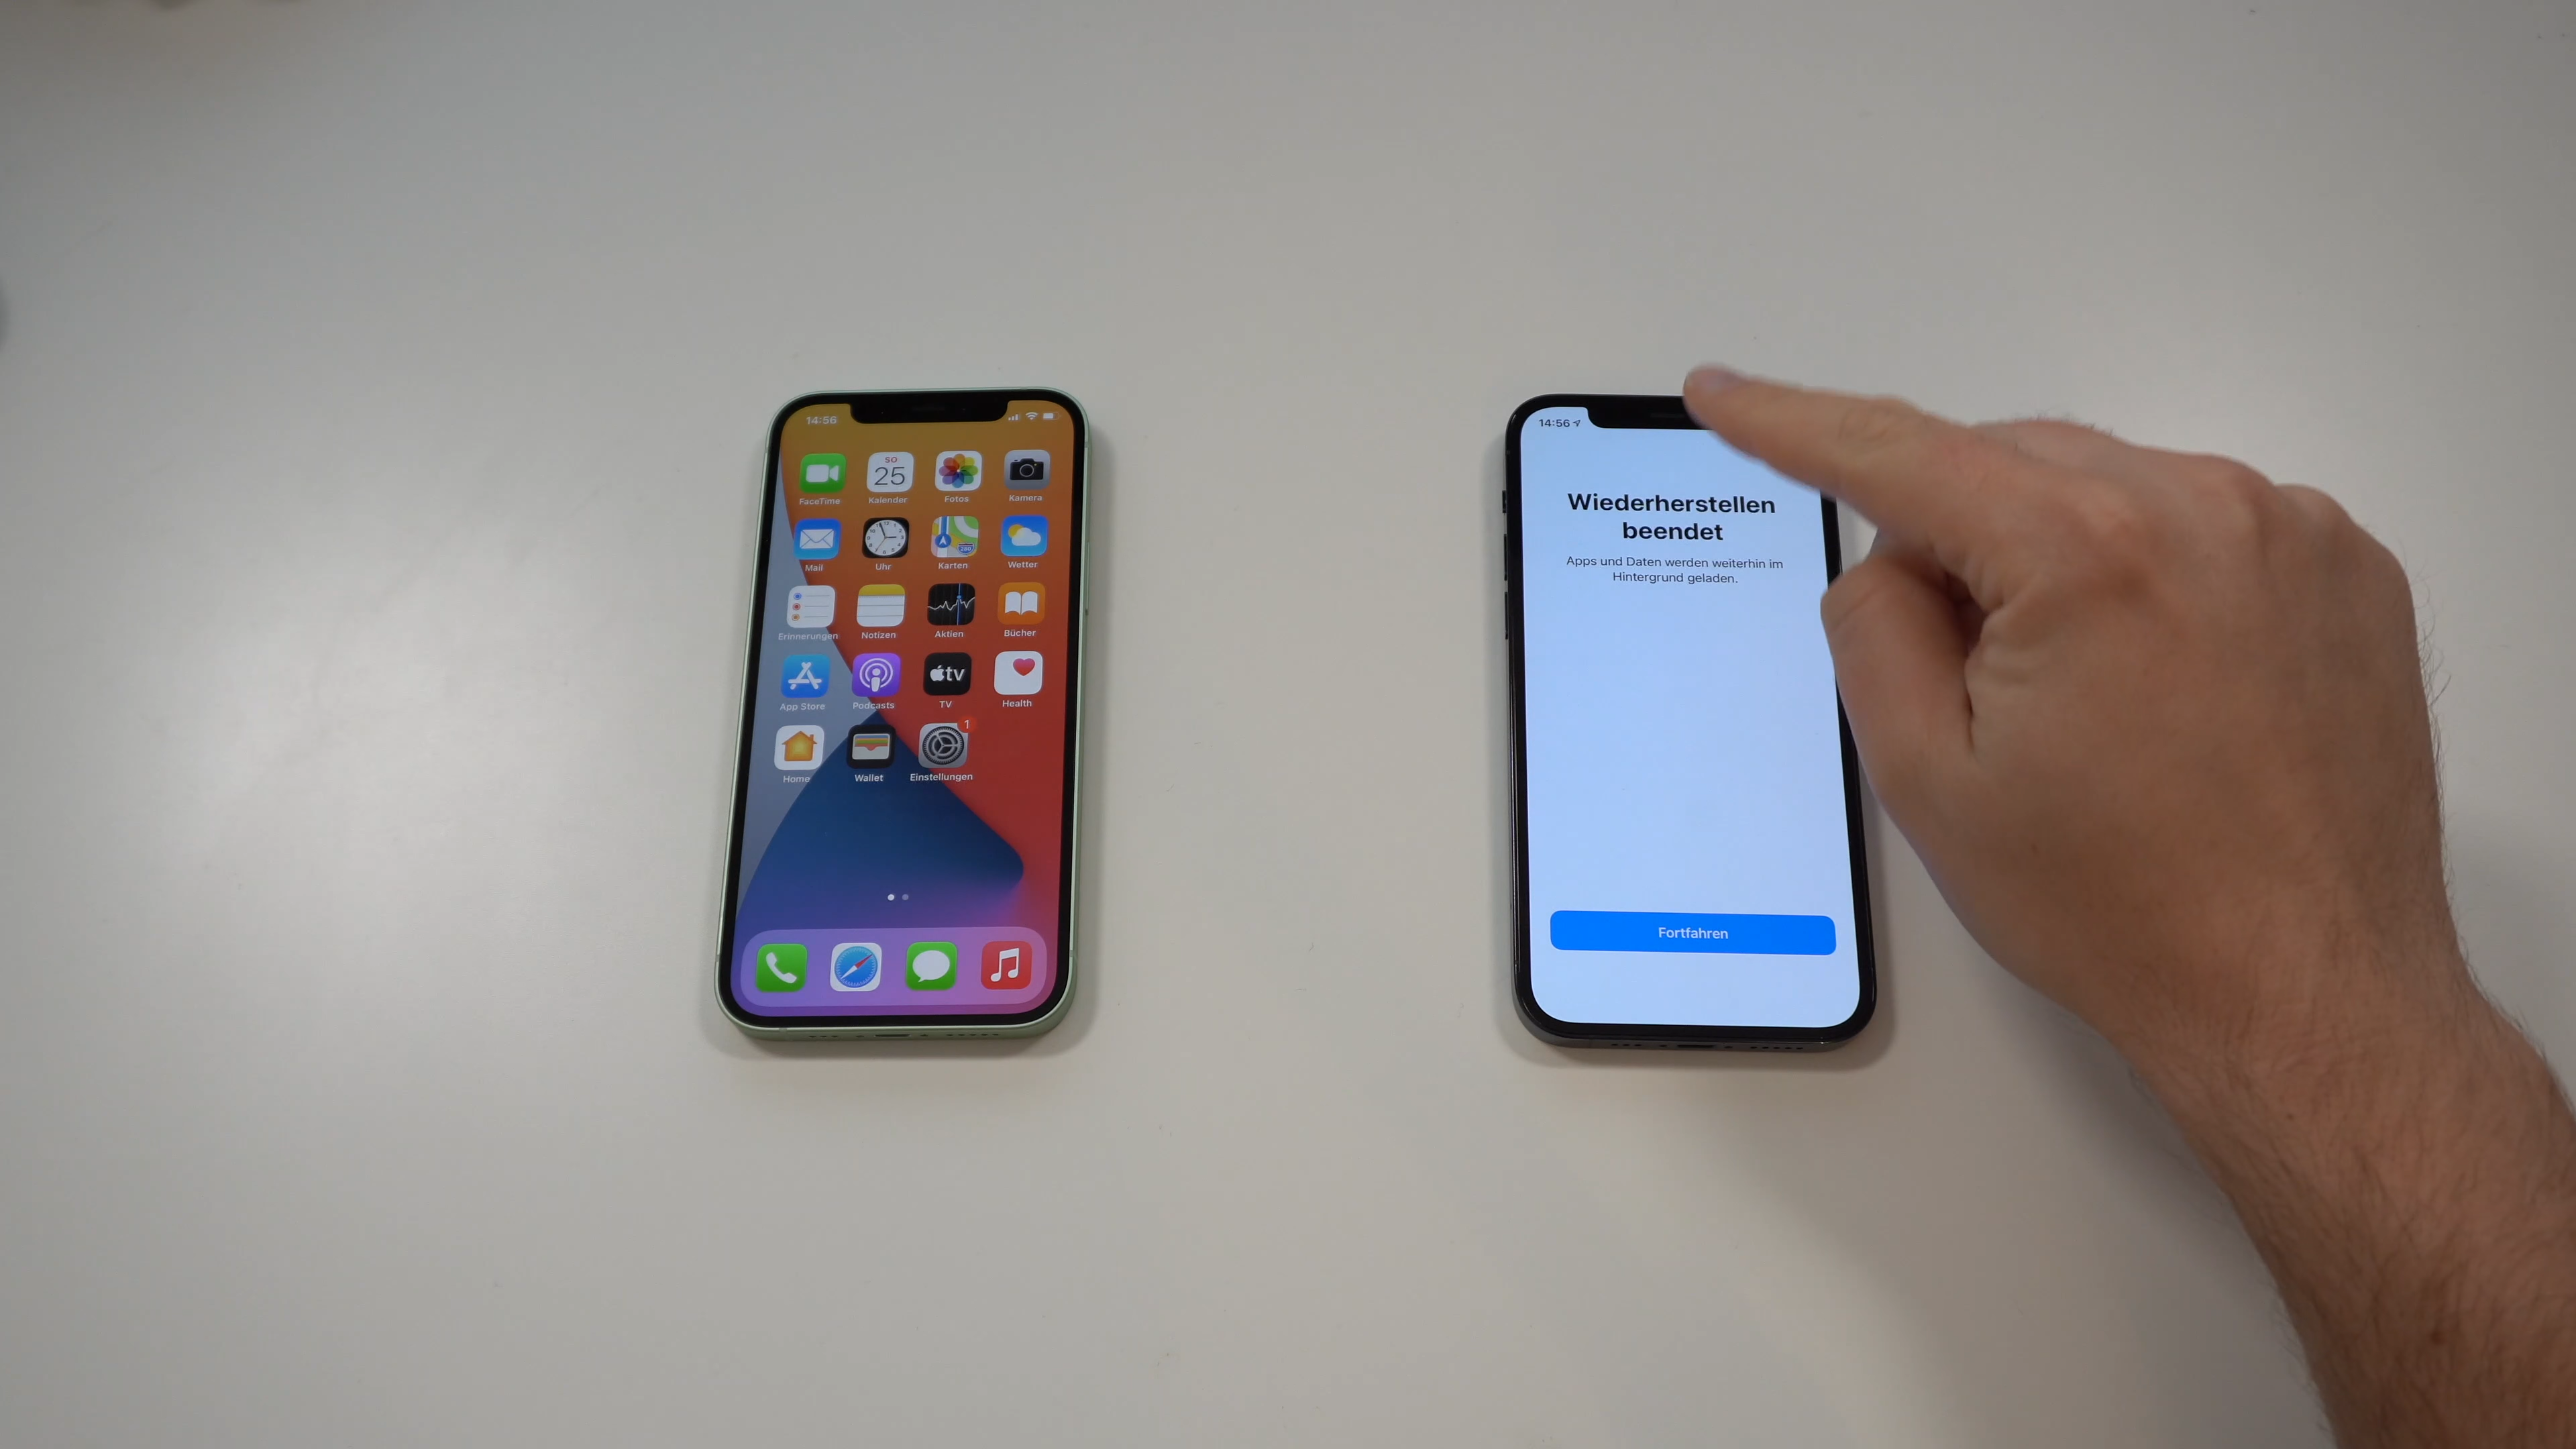 14:56
SO
25
FaceTime
Kalender
Fotos
Kamera
Mail
Uhr
Karten
Wetter
Erinnerungen
Notizen
Aktien
Bücher
tv
App Store
Podcasts
TV
Health
1
Home
Wallet
Einstellungen
14:56
Wiederherstellen
beendet
Apps und Daten werden weiterhin im
Hintergrund geladen.
Fortfahren